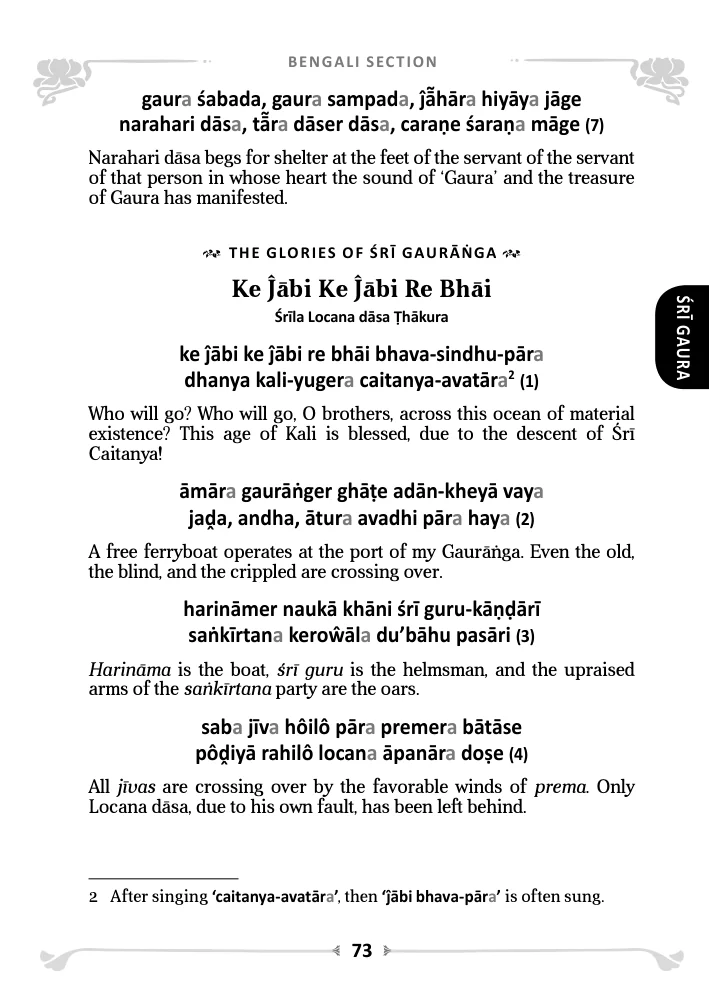 BENGALI SECTION
gaura śabada, gaura sampada, ĵā̃hāra hiyāya jāge
narahari dāsa, tā̃ra dāser dāsa, caraṇe śaraṇa māge (7)
Narahari dāsa begs for shelter at the feet of the servant of the servant
of that person in whose heart the sound of ‘Gaura’ and the treasure
of Gaura has manifested.
THE GLORIES OF ŚRĪ GAURĀṄGA
Ke Ĵābi Ke Ĵābi Re Bhāi
Śrīla Locana dāsa Ṭhākura
ŚRĪ GAURA
ke ĵābi ke ĵābi re bhāi bhava-sindhu-pāra
dhanya kali-yugera caitanya-avatāra² (1)
Who will go? Who will go, O brothers, across this ocean of material
existence? This age of Kali is blessed, due to the descent of Śrī
Caitanya!
āmāra gaurāṅger ghāṭe adān-kheyā vaya
jaḓa, andha, ātura avadhi pāra haya (2)
A free ferryboat operates at the port of my Gaurāṅga. Even the old,
the blind, and the crippled are crossing over.
harināmer naukā khāni śrī guru-kāṇḍārī
saṅkīrtana keroŵāla du’bāhu pasāri (3)
Harināma is the boat, śrī guru is the helmsman, and the upraised
arms of the saṅkīrtana party are the oars.
saba jīva hôilô pāra premera bātāse
pôḓiyā rahilô locana āpanāra doṣe (4)
All jīvas are crossing over by the favorable winds of prema. Only
Locana dāsa, due to his own fault, has been left behind.
2 After singing ‘caitanya-avatāra’, then ‘ĵābi bhava-pāra’ is often sung.
73